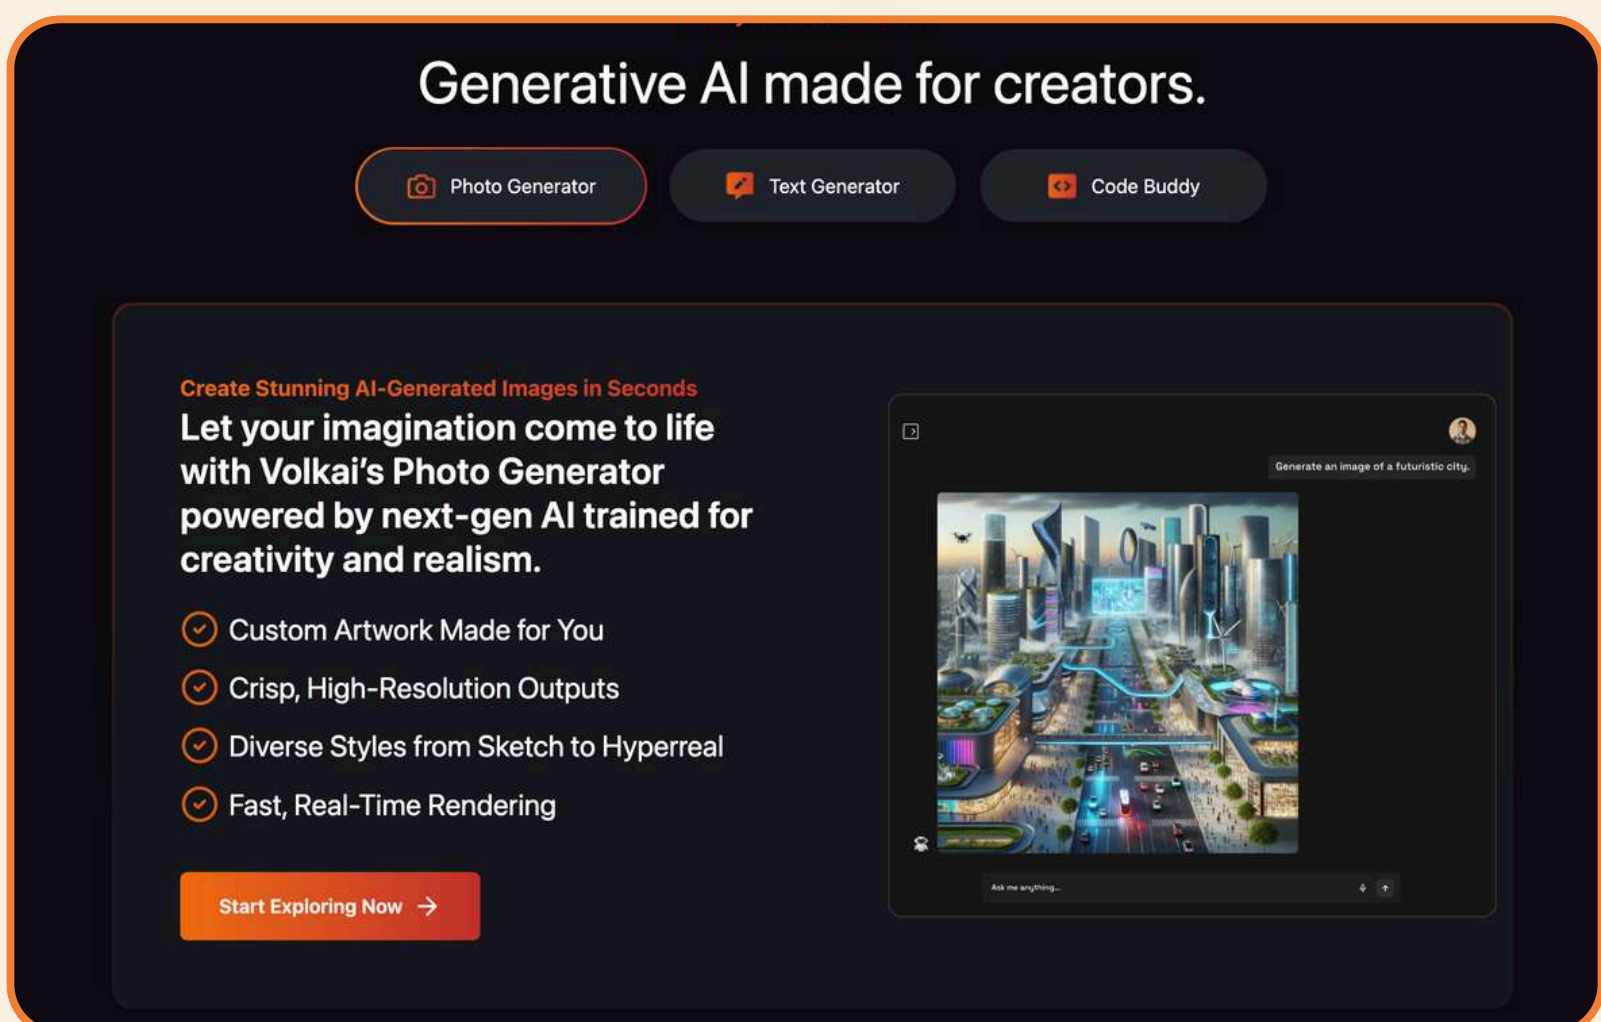 Generative AI made for creators.
Photo Generator
Text Generator
Code Buddy
Create Stunning AI-Generated Images in Seconds
Let your imagination come to life
with Volkai's Photo Generator
powered by next-gen AI trained for
creativity and realism.
Custom Artwork Made for You
Crisp, High-Resolution Outputs
Diverse Styles from Sketch to Hyperreal
Fast, Real-Time Rendering
Start Exploring Now
Generate an image of a futuristic city.
Ask me anything...